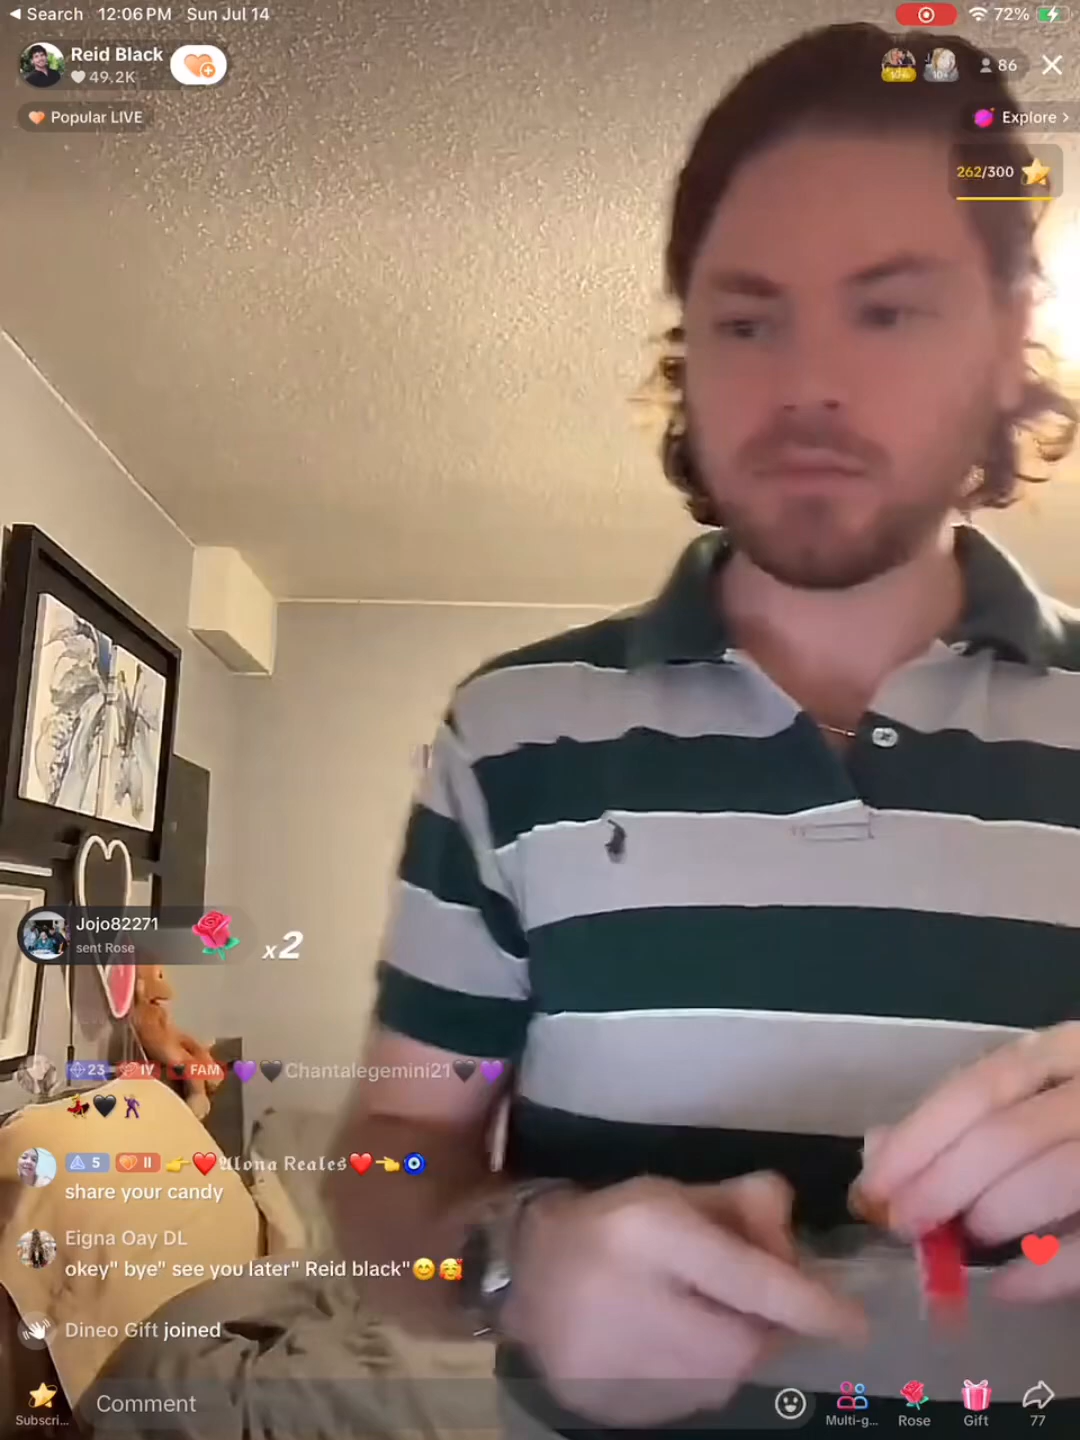 Search 12:06 PM Sun Jul 14 72%
Reid Black
49.2K
86
Popular LIVE
Explore
262/300
Jojo82271
sent Rose
x2
23 IV FAM 💜🖤Chantalegemini21🖤💜
💃🖤🕺
5 II 👉❤️𝕬𝖑𝖔𝖓𝖆 𝕽𝖊𝖆𝖑𝖊𝖘❤️👈🧿
share your candy
Eigna Oay DL
okey" bye" see you later" Reid black"😊🥰
Dineo Gift joined
Comment
Subscri... Multi-g... Rose Gift 77